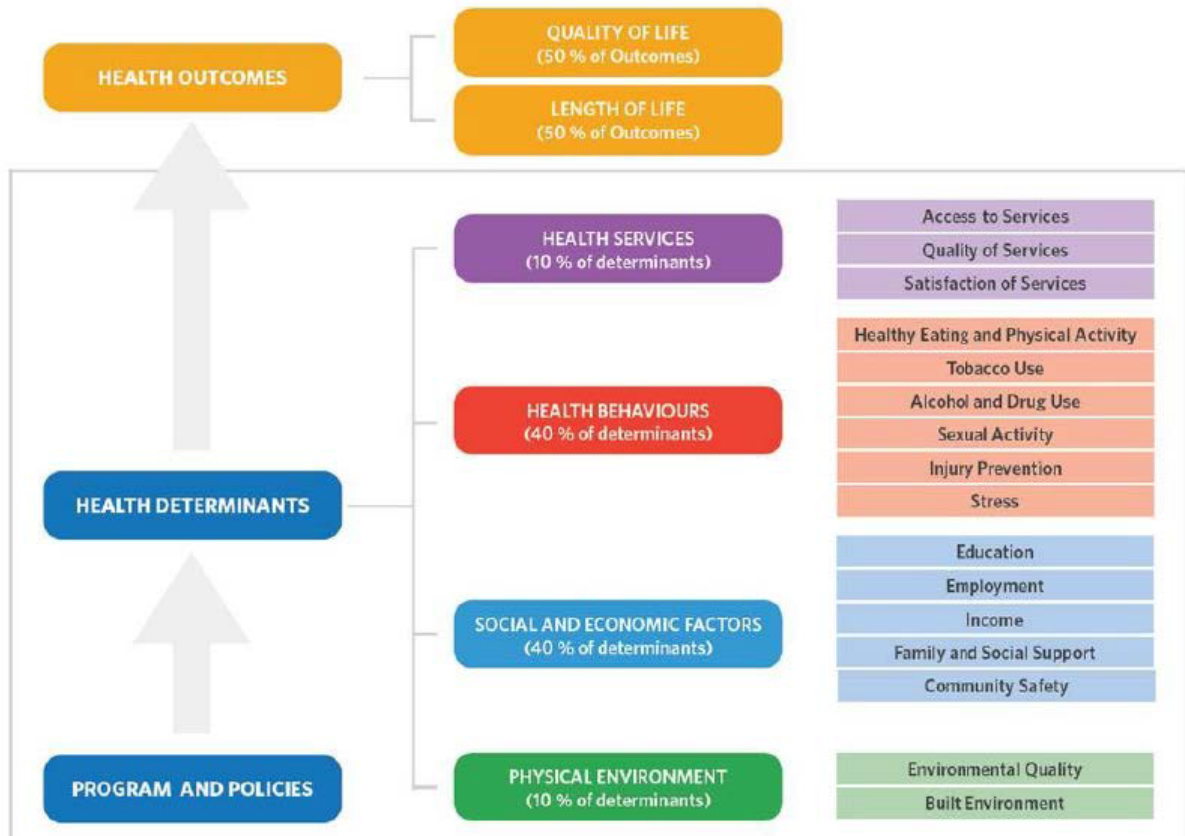 HEALTH OUTCOMES
QUALITY OF LIFE
(50 % of Outcomes)
LENGTH OF LIFE
(50 % of Outcomes)
HEALTH DETERMINANTS
HEALTH SERVICES
(10 % of determinants)
Access to Services
Quality of Services
Satisfaction of Services
HEALTH BEHAVIOURS
(40 % of determinants)
Healthy Eating and Physical Activity
Tobacco Use
Alcohol and Drug Use
Sexual Activity
Injury Prevention
Stress
SOCIAL AND ECONOMIC FACTORS
(40 % of determinants)
Education
Employment
Income
Family and Social Support
Community Safety
PROGRAM AND POLICIES
PHYSICAL ENVIRONMENT
(10 % of determinants)
Environmental Quality
Built Environment